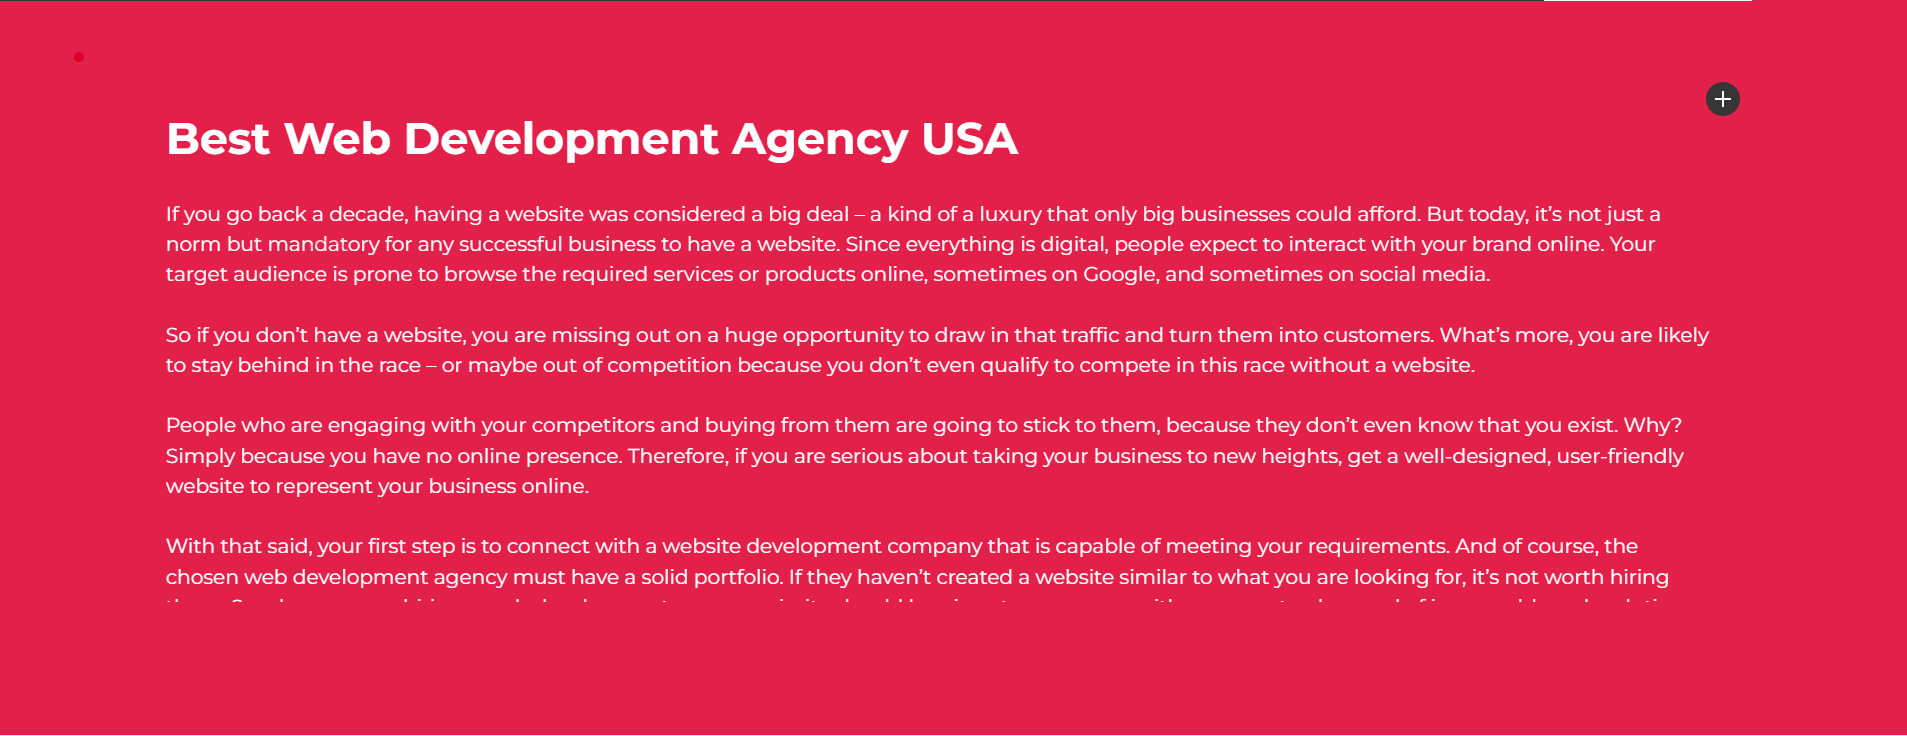 Best Web Development Agency USA
If you go back a decade, having a website was considered a big deal – a kind of a luxury that only big businesses could afford. But today, it’s not just a
norm but mandatory for any successful business to have a website. Since everything is digital, people expect to interact with your brand online. Your
target audience is prone to browse the required services or products online, sometimes on Google, and sometimes on social media.
So if you don’t have a website, you are missing out on a huge opportunity to draw in that traffic and turn them into customers. What’s more, you are likely
to stay behind in the race – or maybe out of competition because you don’t even qualify to compete in this race without a website.
People who are engaging with your competitors and buying from them are going to stick to them, because they don’t even know that you exist. Why?
Simply because you have no online presence. Therefore, if you are serious about taking your business to new heights, get a well-designed, user-friendly
website to represent your business online.
With that said, your first step is to connect with a website development company that is capable of meeting your requirements. And of course, the
chosen web development agency must have a solid portfolio. If they haven’t created a website similar to what you are looking for, it’s not worth hiring